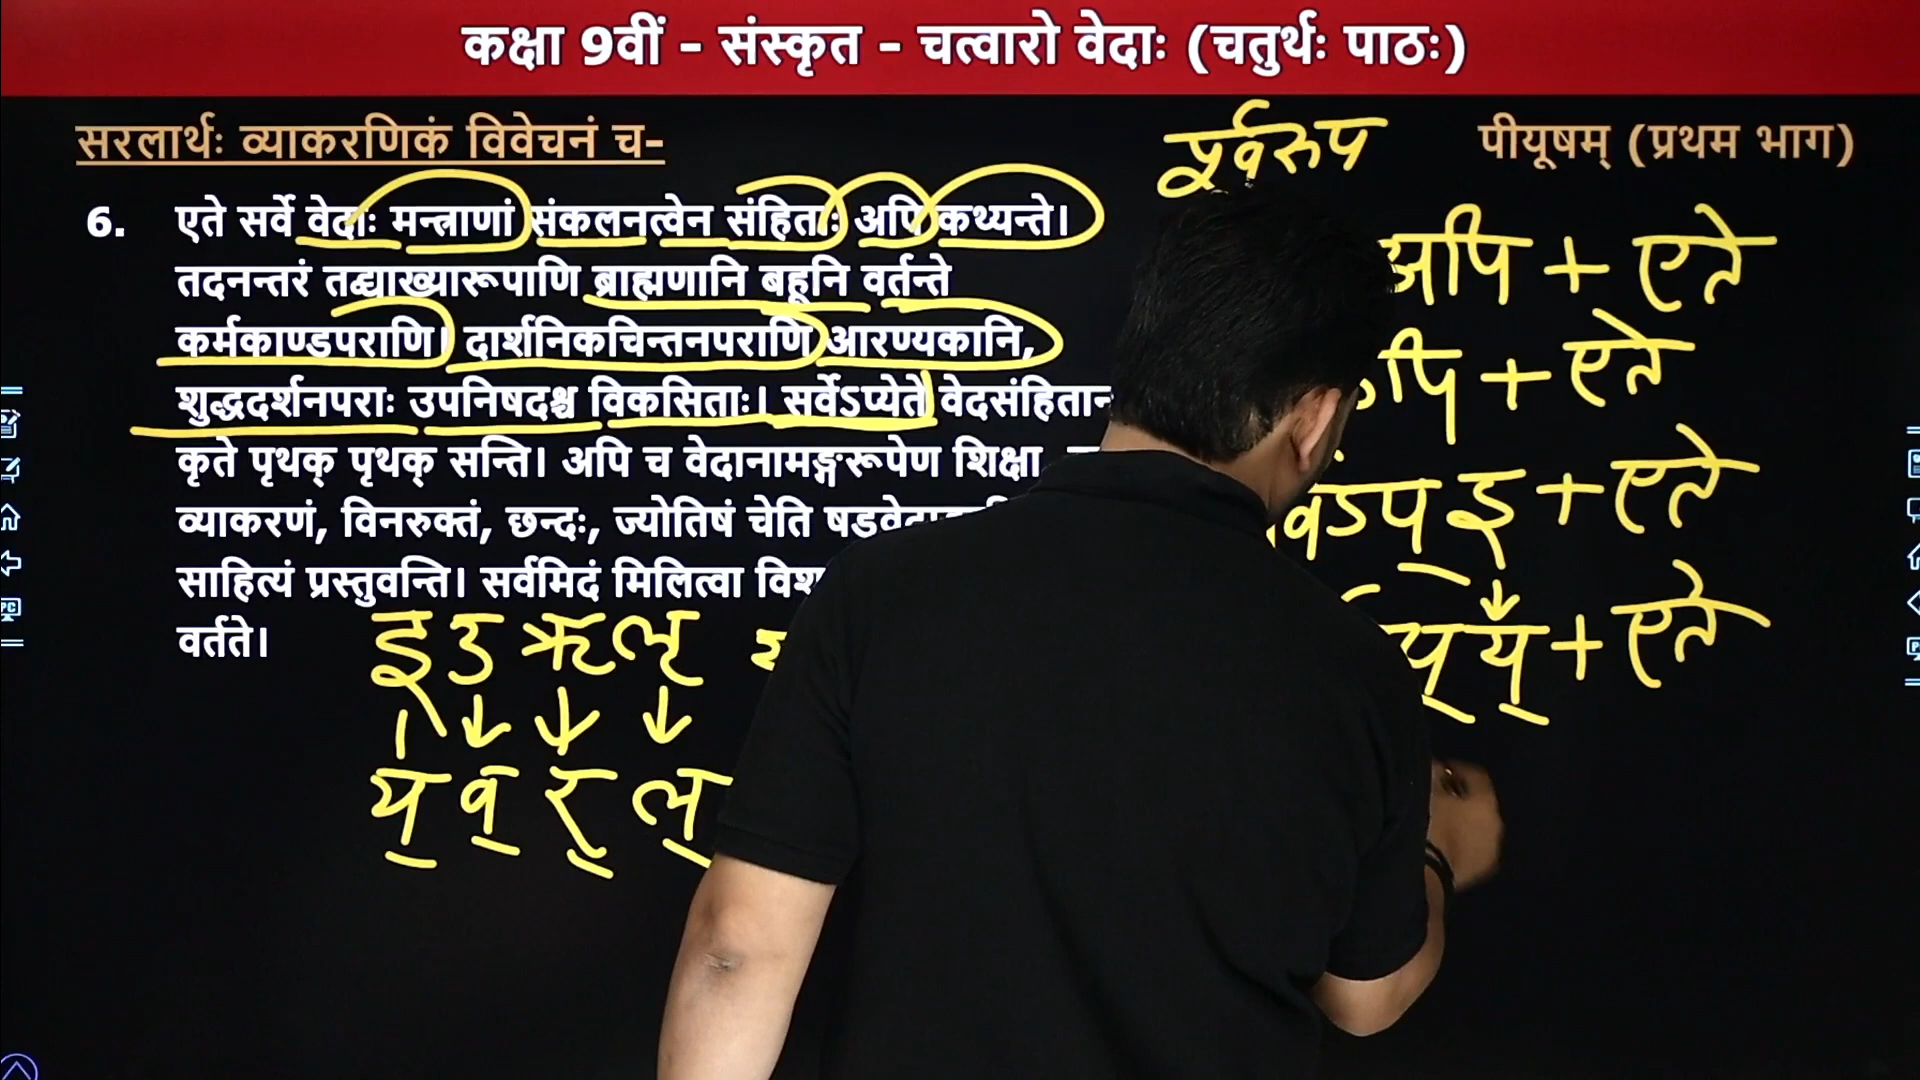 कक्षा 9वीं - संस्कृत - चत्वारो वेदाः (चतुर्थः पाठः)
सरलार्थः व्याकरणिकं विवेचनं च-
पूर्वरुप
पीयूषम् (प्रथम भाग)
6. एते सर्वे वेदाः मन्त्राणां संकलनत्वेन संहिताः अपि कथ्यन्ते।
तदनन्तरं तद्व्याख्यारूपाणि ब्राह्मणानि बहूनि वर्तन्ते
कर्मकाण्डपराणि। दार्शनिकचिन्तनपराणि आरण्यकानि,
शुद्धदर्शनपराः उपनिषदश्च विकसिताः। सर्वेऽप्येते
कृते पृथक् पृथक् सन्ति। अपि च वेदानामङ्गरूपेण शिक्षा
व्याकरणं, विनरुक्तं, छन्दः, ज्योतिषं चेति
साहित्यं प्रस्तुवन्ति। सर्वमिदं मिलित्वा
वर्तते।
अपि + एते
पि + एते
ऽप् इ + एते
प् य् + एते
इ उ ऋ लृ
य् व् र् ल्
PC